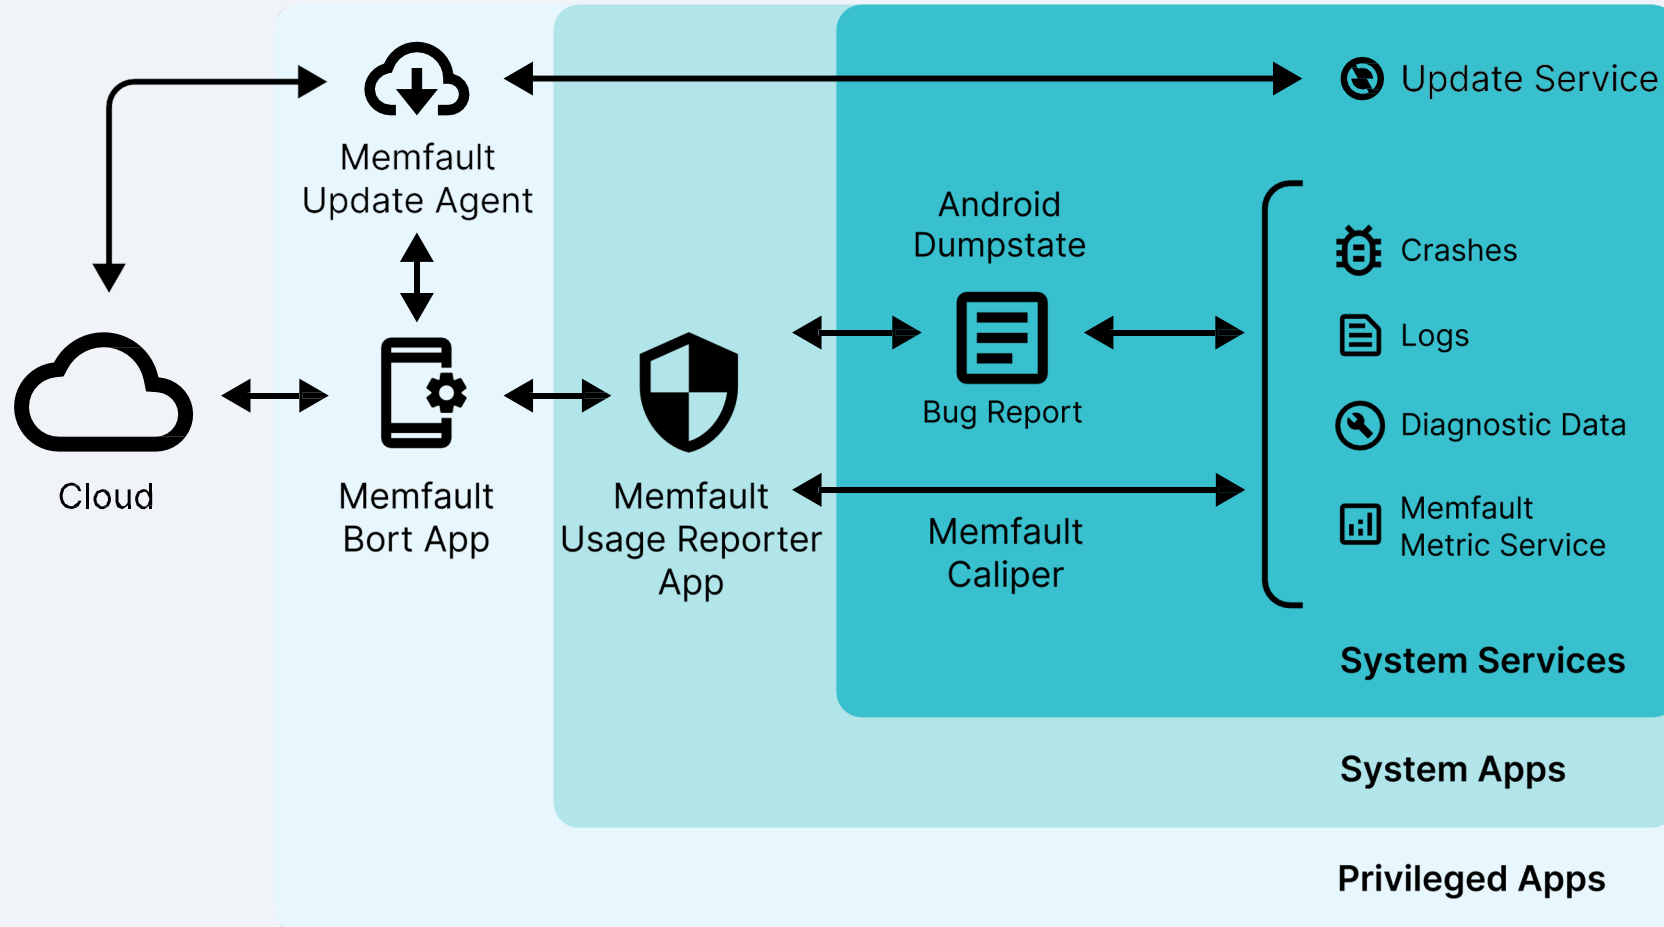 Update Service
Memfault
Update Agent
Android
Dumpstate
Crashes
Logs
Bug Report
Diagnostic Data
Cloud
Memfault
Bort App
Memfault
Usage Reporter
App
Memfault
Caliper
Memfault
Metric Service
System Services
System Apps
Privileged Apps